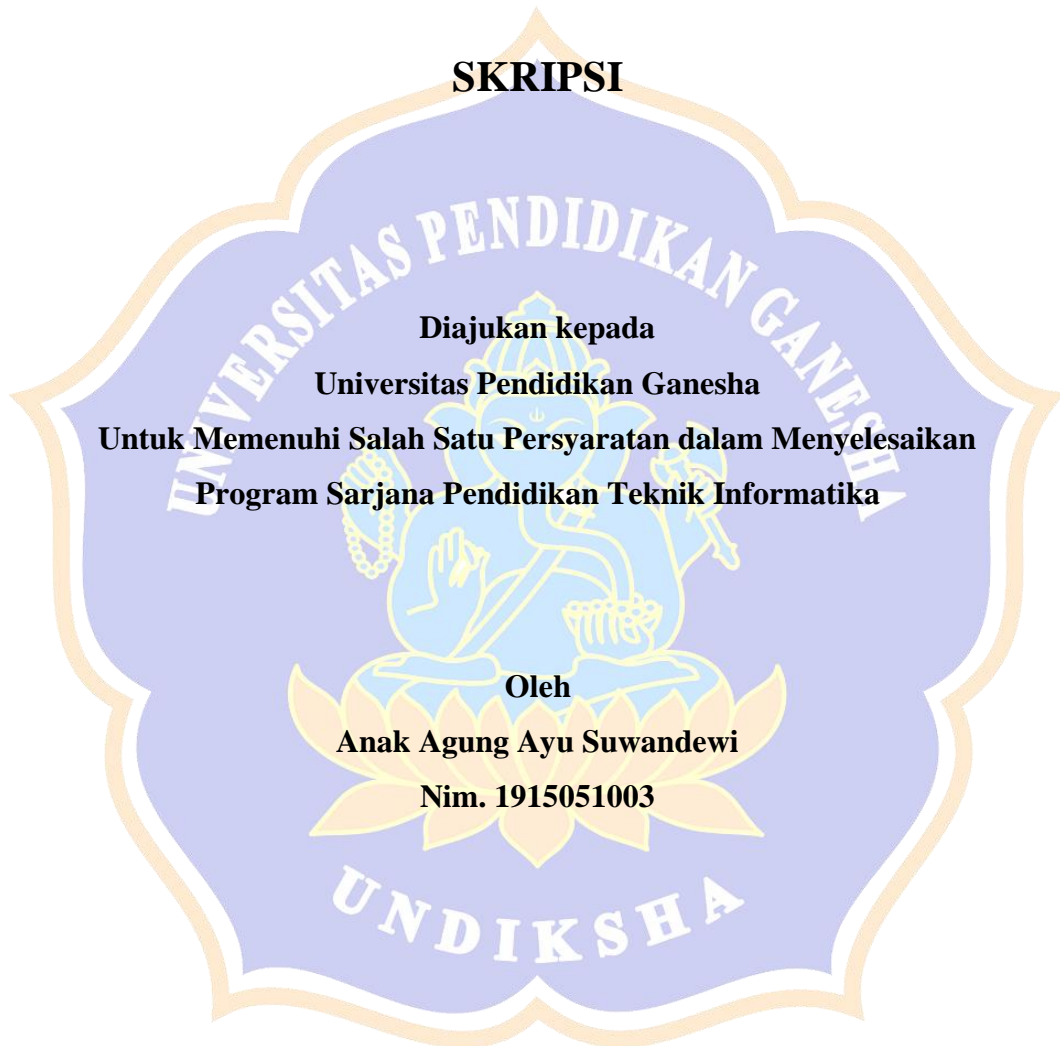 SKRIPSI
UNIVERSITAS PENDIDIKAN GANESHA
Diajukan kepada
Universitas Pendidikan Ganesha
Untuk Memenuhi Salah Satu Persyaratan dalam Menyelesaikan
Program Sarjana Pendidikan Teknik Informatika
Oleh
Anak Agung Ayu Suwandewi
Nim. 1915051003
UNDIKSHA